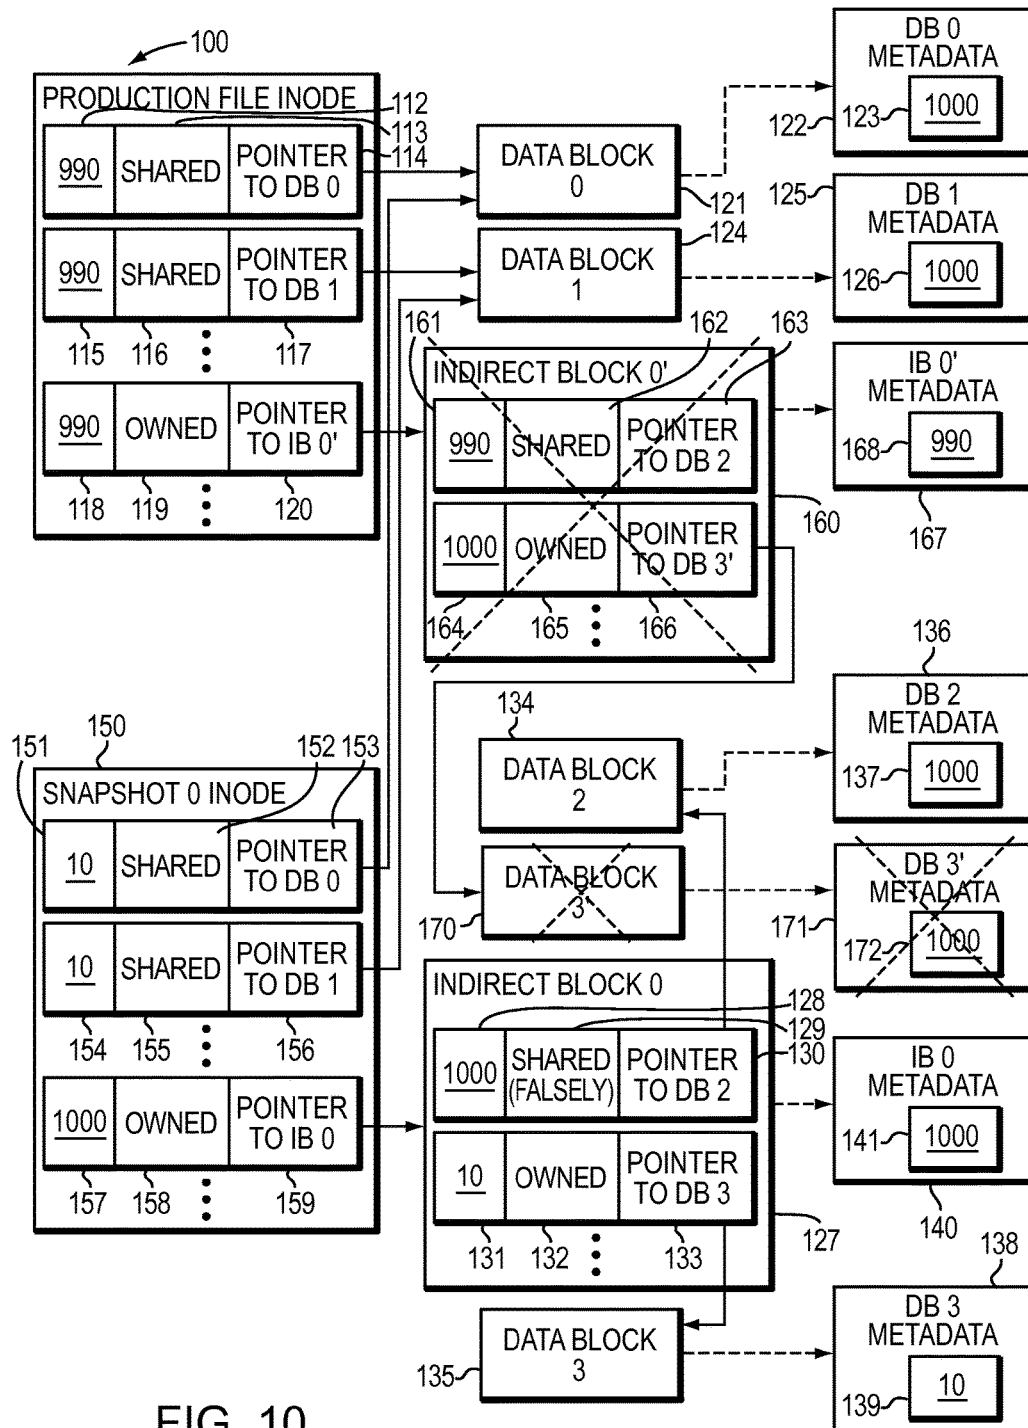 100
PRODUCTION FILE INODE
112
113
990 SHARED POINTER TO DB 0
114
990 SHARED POINTER TO DB 1
115 116 117
990 OWNED POINTER TO IB 0'
118 119 120
DATA BLOCK 0
121
DATA BLOCK 1
124
DB 0 METADATA
1000
122 123
DB 1 METADATA
1000
125 126
161 162 163
INDIRECT BLOCK 0'
990 SHARED POINTER TO DB 2
1000 OWNED POINTER TO DB 3'
164 165 166
160
IB 0' METADATA
990
168
167
150
151 152 153
SNAPSHOT 0 INODE
10 SHARED POINTER TO DB 0
10 SHARED POINTER TO DB 1
154 155 156
1000 OWNED POINTER TO IB 0
157 158 159
134
DATA BLOCK 2
DATA BLOCK 3'
170
136
DB 2 METADATA
1000
137
DB 3' METADATA
1000
171 172
INDIRECT BLOCK 0
128
129
1000 SHARED (FALSELY) POINTER TO DB 2
130
10 OWNED POINTER TO DB 3
131 132 133
127
IB 0 METADATA
1000
141
140
DATA BLOCK 3
135
138
DB 3 METADATA
10
139
FIG. 10